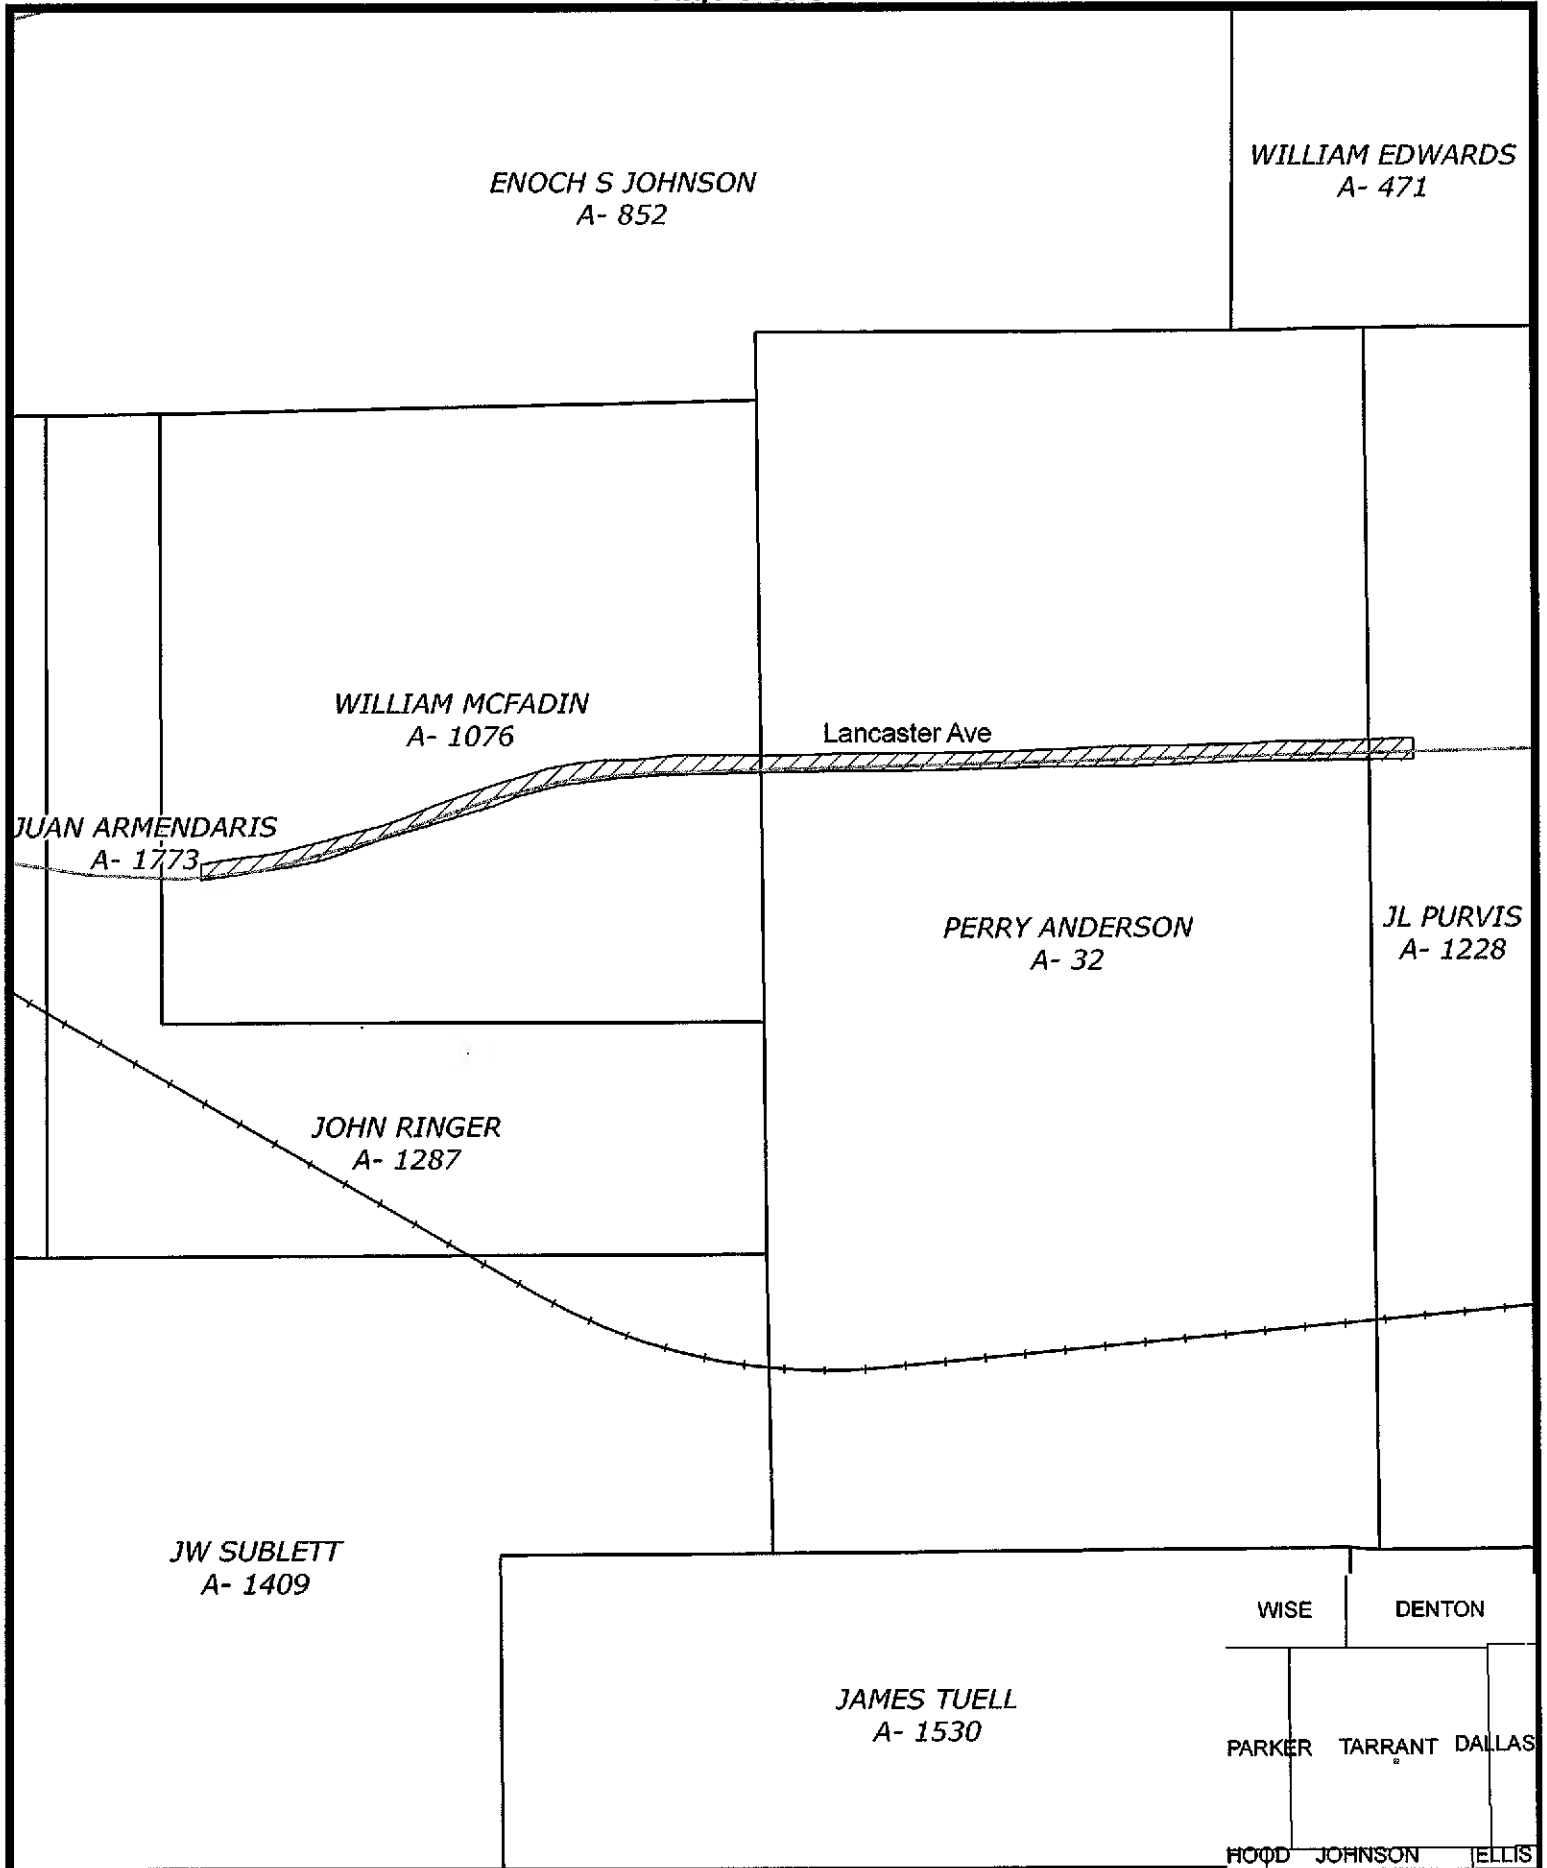 ENOCH S JOHNSON
A- 852
WILLIAM EDWARDS
A- 471
WILLIAM MCFADIN
A- 1076
Lancaster Ave
JUAN ARMENDARIS
A- 1773
PERRY ANDERSON
A- 32
JL PURVIS
A- 1228
JOHN RINGER
A- 1287
JW SUBLETT
A- 1409
JAMES TUELL
A- 1530
WISE
DENTON
PARKER
TARRANT
DALLAS
HOOD
JOHNSON
ELLIS